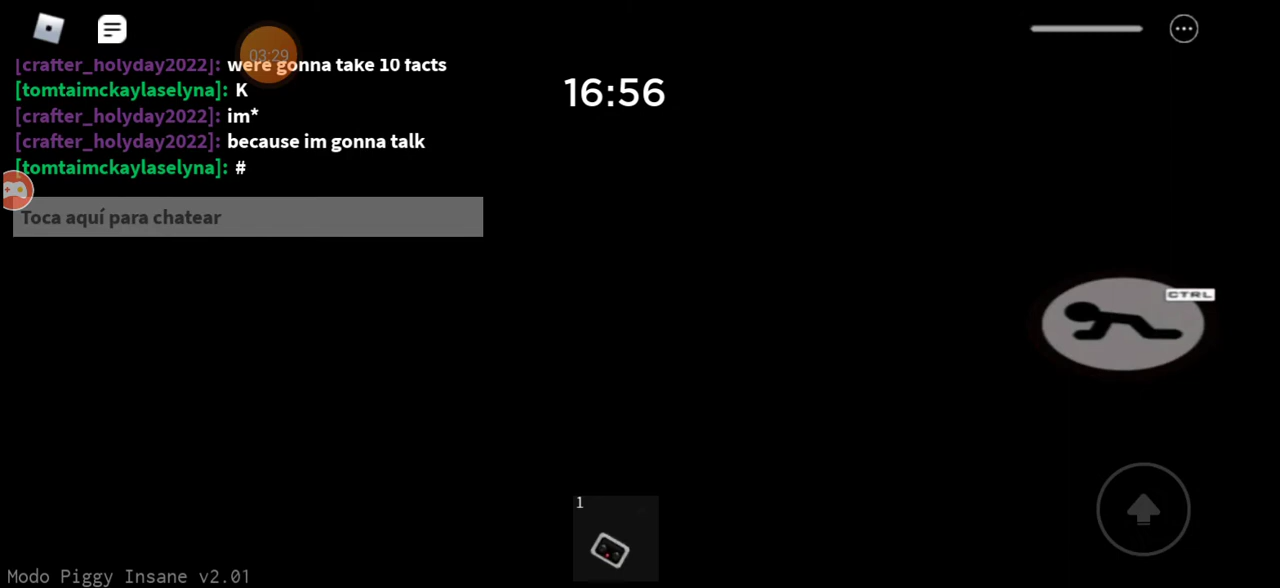 03:29
[crafter_holyday2022]: were gonna take 10 facts
[tomtaimckaylaselyna]: K
16:56
[crafter_holyday2022]: im*
[crafter_holyday2022]: because im gonna talk
[tomtaimckaylaselyna]: #
Toca aquí para chatear
CTRL
1
Modo Piggy Insane v2.01